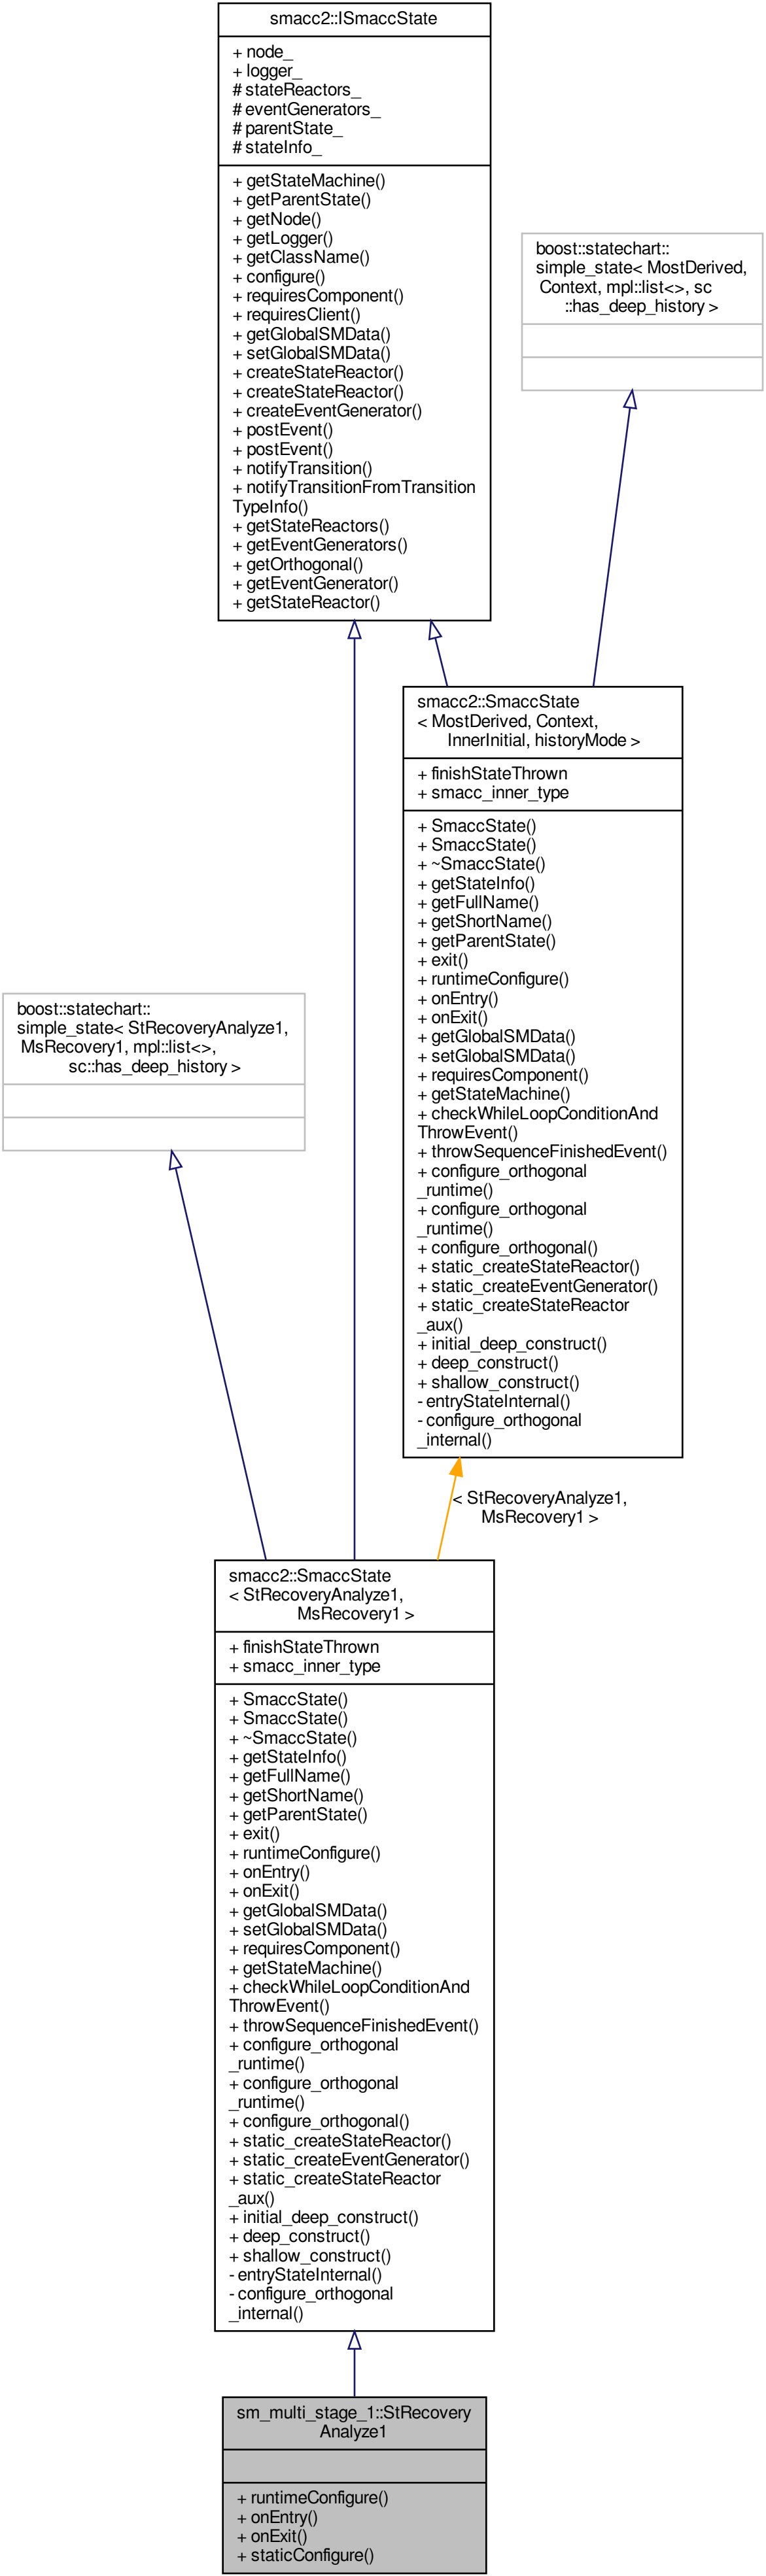 smacc2::ISmaccState
+ node_
+ logger_
# stateReactors_
# eventGenerators_
# parentState_
# stateInfo_
+ getStateMachine()
+ getParentState()
+ getNode()
+ getLogger()
+ getClassName()
+ configure()
+ requiresComponent()
+ requiresClient()
+ getGlobalSMData()
+ setGlobalSMData()
+ createStateReactor()
+ createStateReactor()
+ createEventGenerator()
+ postEvent()
+ postEvent()
+ notifyTransition()
+ notifyTransitionFromTransition
TypeInfo()
+ getStateReactors()
+ getEventGenerators()
+ getOrthogonal()
+ getEventGenerator()
+ getStateReactor()
boost::statechart::
simple_state< MostDerived,
Context, mpl::list<>, sc
::has_deep_history >
smacc2::SmaccState
< MostDerived, Context,
InnerInitial, historyMode >
+ finishStateThrown
+ smacc_inner_type
+ SmaccState()
+ SmaccState()
+ ~SmaccState()
+ getStateInfo()
+ getFullName()
+ getShortName()
+ getParentState()
+ exit()
+ runtimeConfigure()
+ onEntry()
+ onExit()
+ getGlobalSMData()
+ setGlobalSMData()
+ requiresComponent()
+ getStateMachine()
+ checkWhileLoopConditionAnd
ThrowEvent()
+ throwSequenceFinishedEvent()
+ configure_orthogonal
_runtime()
+ configure_orthogonal
_runtime()
+ configure_orthogonal()
+ static_createStateReactor()
+ static_createEventGenerator()
+ static_createStateReactor
_aux()
+ initial_deep_construct()
+ deep_construct()
+ shallow_construct()
- entryStateInternal()
- configure_orthogonal
_internal()
boost::statechart::
simple_state< StRecoveryAnalyze1,
MsRecovery1, mpl::list<>,
sc::has_deep_history >
< StRecoveryAnalyze1,
MsRecovery1 >
smacc2::SmaccState
< StRecoveryAnalyze1,
MsRecovery1 >
+ finishStateThrown
+ smacc_inner_type
+ SmaccState()
+ SmaccState()
+ ~SmaccState()
+ getStateInfo()
+ getFullName()
+ getShortName()
+ getParentState()
+ exit()
+ runtimeConfigure()
+ onEntry()
+ onExit()
+ getGlobalSMData()
+ setGlobalSMData()
+ requiresComponent()
+ getStateMachine()
+ checkWhileLoopConditionAnd
ThrowEvent()
+ throwSequenceFinishedEvent()
+ configure_orthogonal
_runtime()
+ configure_orthogonal
_runtime()
+ configure_orthogonal()
+ static_createStateReactor()
+ static_createEventGenerator()
+ static_createStateReactor
_aux()
+ initial_deep_construct()
+ deep_construct()
+ shallow_construct()
- entryStateInternal()
- configure_orthogonal
_internal()
sm_multi_stage_1::StRecovery
Analyze1
+ runtimeConfigure()
+ onEntry()
+ onExit()
+ staticConfigure()